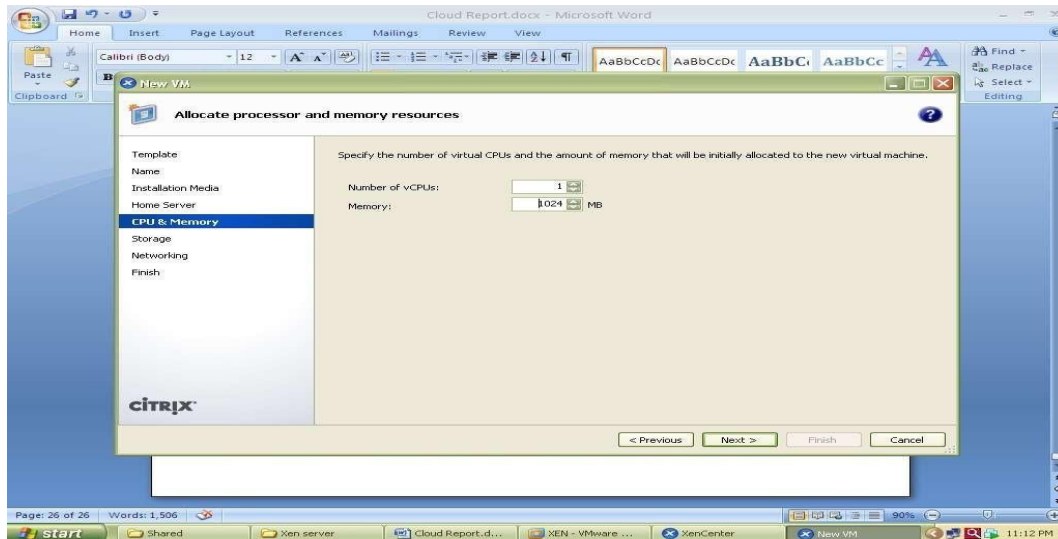 Cloud Report.docx - Microsoft Word
Home Insert Page Layout References Mailings Review View
Paste
Clipboard
Calibri (Body) 12
B
AaBbCcDc AaBbCcDc AaBbC AaBbCc
Find
Replace
Select
Editing
New VM
Allocate processor and memory resources
Template
Name
Installation Media
Home Server
CPU & Memory
Storage
Networking
Finish
Specify the number of virtual CPUs and the amount of memory that will be initially allocated to the new virtual machine.
Number of vCPUs: 1
Memory: 1024 MB
CiTRIX
< Previous Next > Finish Cancel
Page: 26 of 26 Words: 1,506 90%
start Shared Xen server Cloud Report.d... XEN - VMware ... XenCenter New VM 11:12 PM